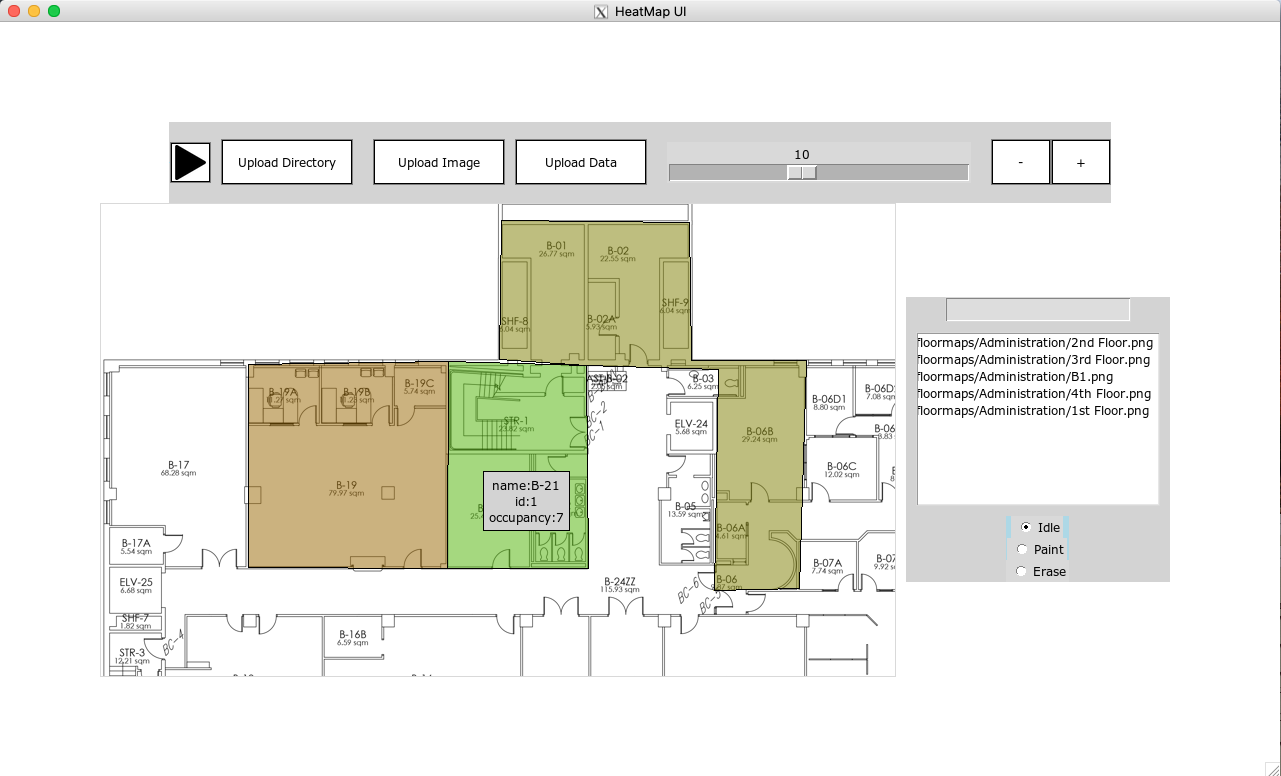 HeatMap UI
Upload Directory
Upload Image
Upload Data
10
-
+
B-01
26.77 sqm
B-02
22.55 sqm
SHF-9
6.04 sqm
SHF-8
6.04 sqm
B-02A
5.93 sqm
floormaps/Administration/2nd Floor.png
floormaps/Administration/3rd Floor.png
floormaps/Administration/B1.png
floormaps/Administration/4th Floor.png
floormaps/Administration/1st Floor.png
B-19A
B-19B
B-19C
5.74 sqm
B-03
6.25 sqm
B-06D1
8.80 sqm
B-06D
7.08 sqm
STR-1
23.82 sqm
BC-2
BC-1
ELV-24
5.68 sqm
B-06B
29.24 sqm
B-06
3.83
B-17
68.28 sqm
B-19
79.97 sqm
name:B-21
id:1
occupancy:7
B-05
13.59 sqm
B-06C
12.02 sqm
B-06A
4.61 sqm
Idle
Paint
Erase
B-17A
5.54 sqm
ELV-25
6.68 sqm
B-24ZZ
115.93 sqm
BC-6
B-06
B-07A
7.74 sqm
B-07
9.92 sqm
SHF-7
1.82 sqm
BC-4
B-16B
6.59 sqm
STR-3
12.21 sqm